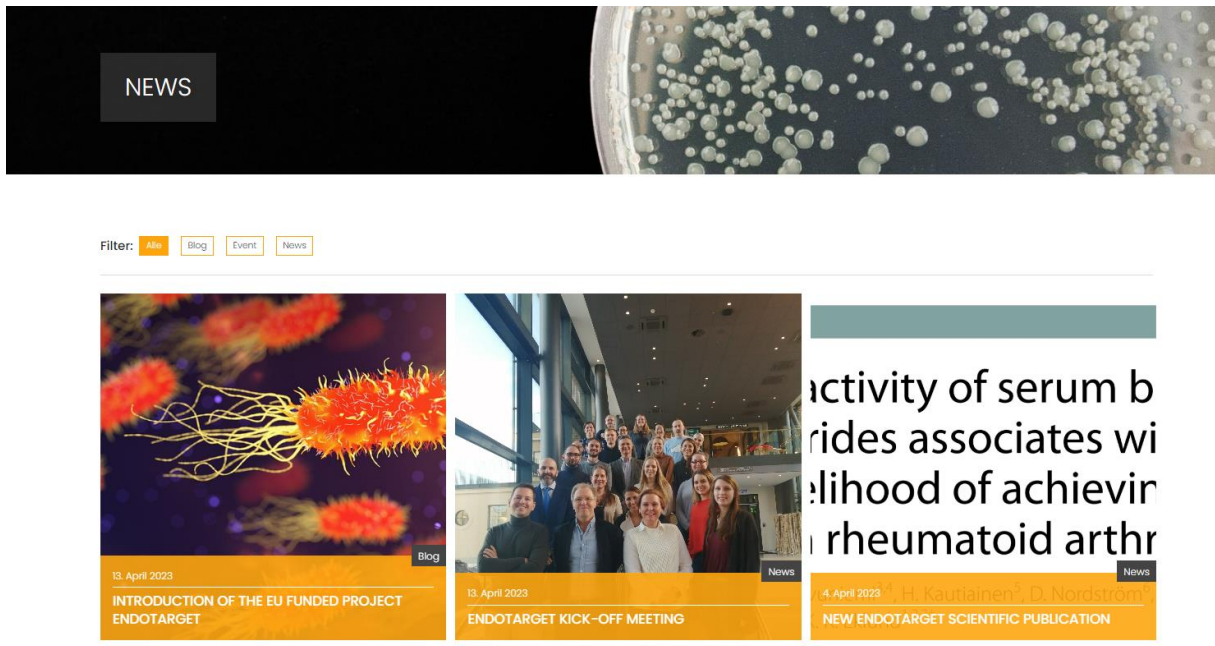 NEWS
Filter: Alle Blog Event News
Blog
13. April 2023
INTRODUCTION OF THE EU FUNDED PROJECT
ENDOTARGET
News
13. April 2023
ENDOTARGET KICK-OFF MEETING
activity of serum b
rides associates wi
elihood of achievin
rheumatoid arthr
H. Kautiainen⁵, D. Nordström⁶,
News
4. April 2023
NEW ENDOTARGET SCIENTIFIC PUBLICATION